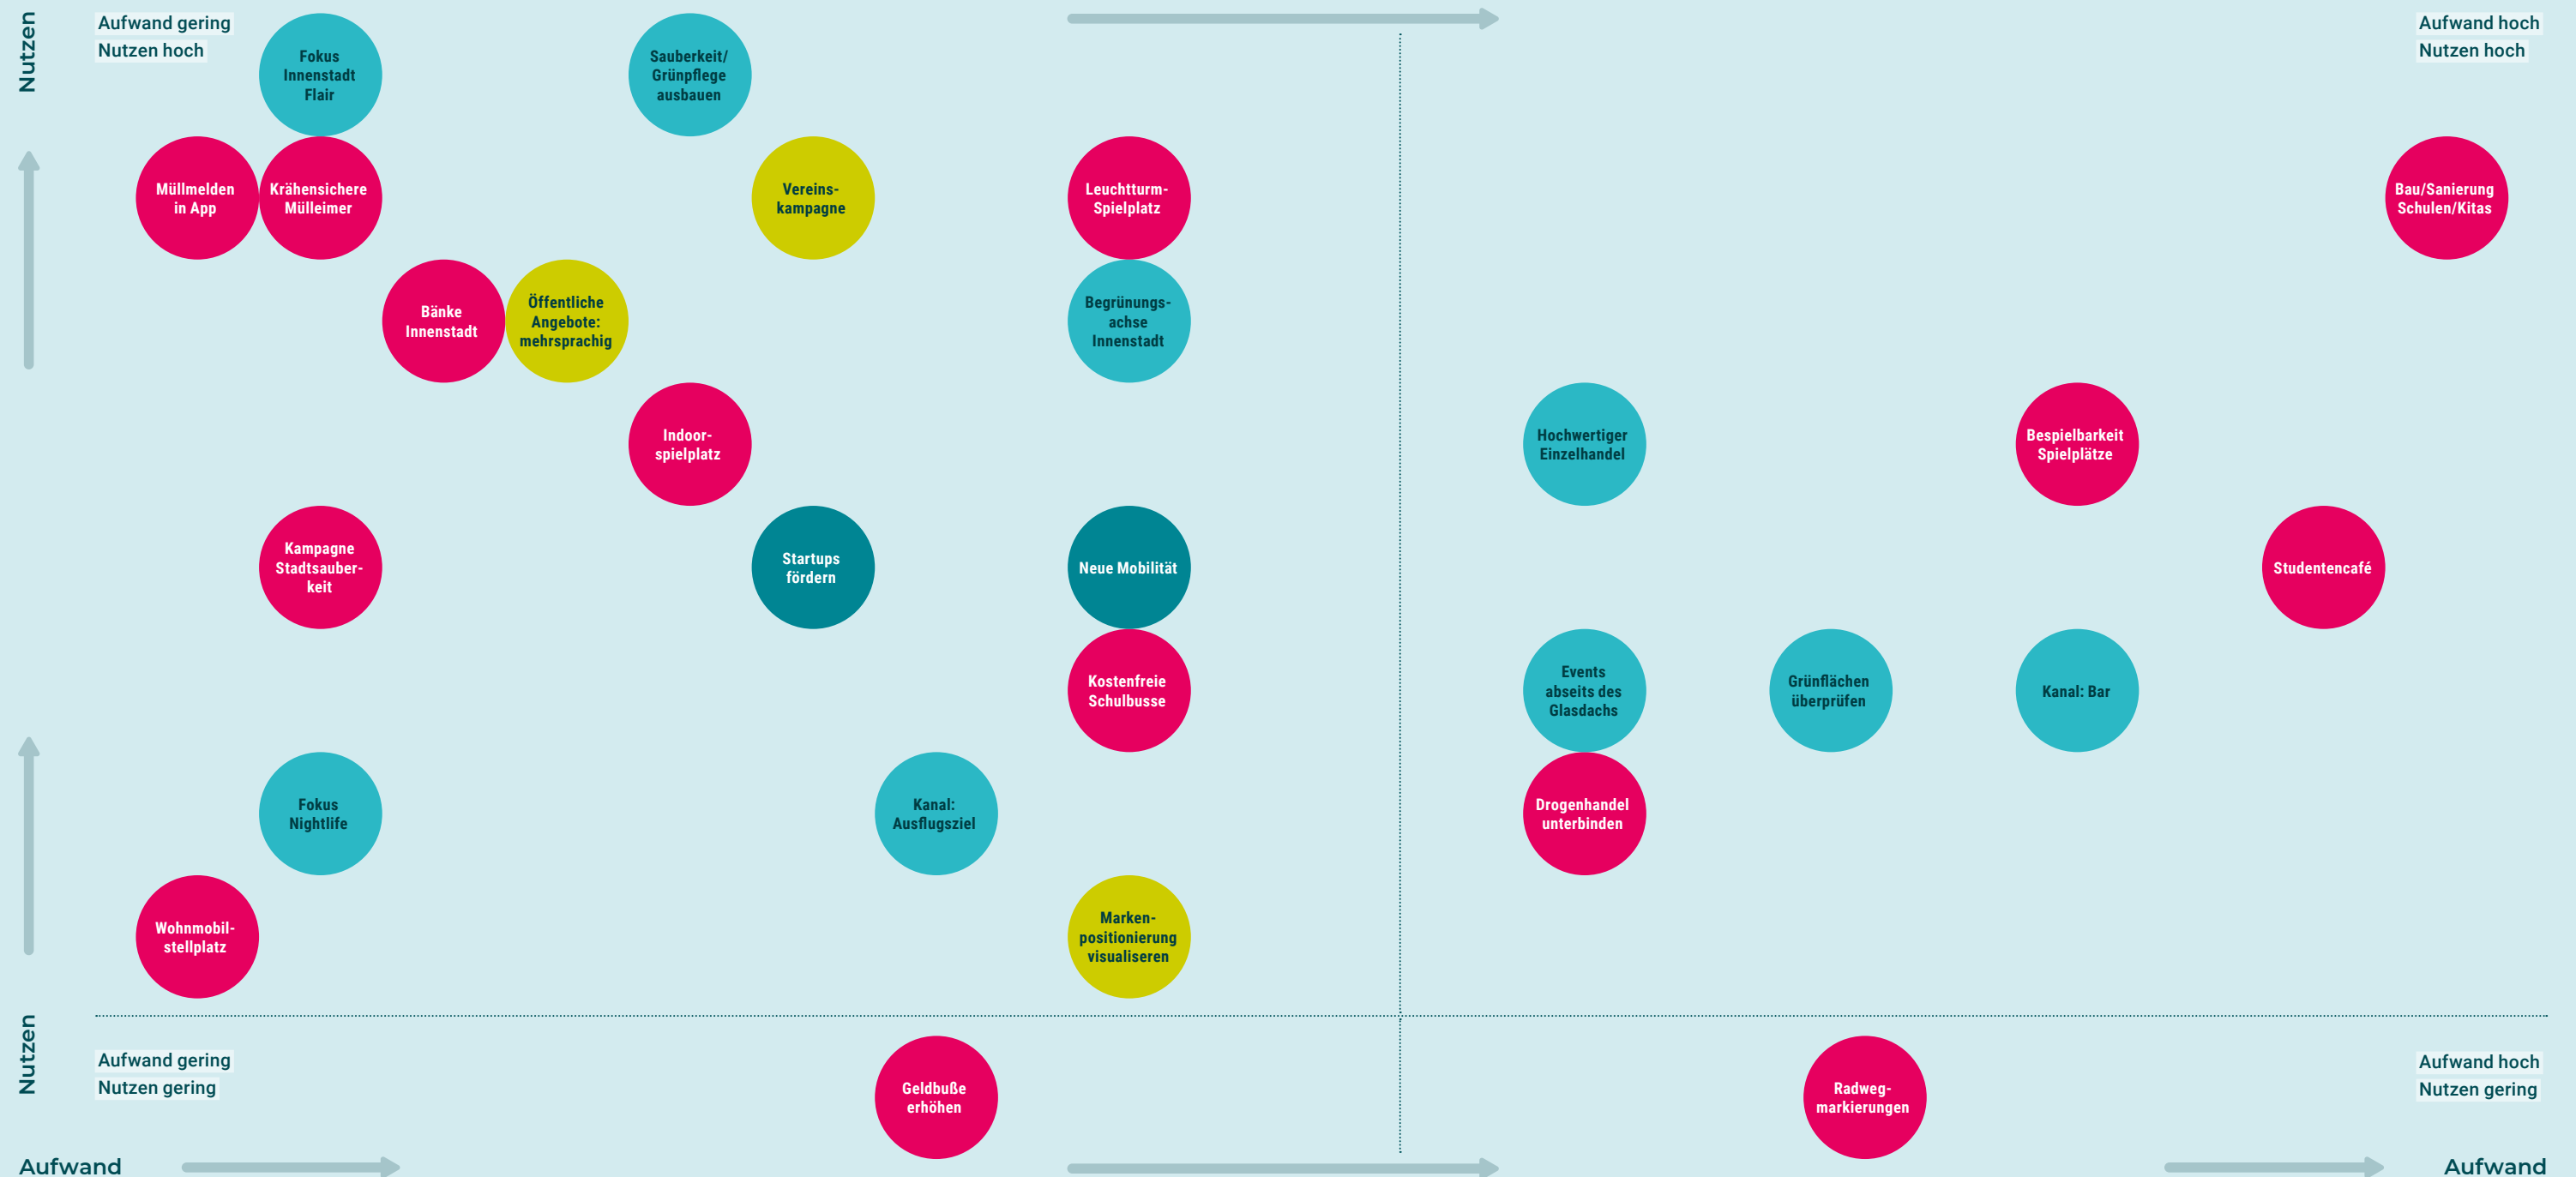 Nutzen
Aufwand gering
Nutzen hoch
Aufwand hoch
Nutzen hoch
Fokus
Innenstadt
Flair
Sauberkeit/
Grünpflege
ausbauen
Müllmelden
in App
Krähensichere
Mülleimer
Vereins-
kampagne
Leuchtturm-
Spielplatz
Bau/Sanierung
Schulen/Kitas
Bänke
Innenstadt
Öffentliche
Angebote:
mehrsprachig
Begrünungs-
achse
Innenstadt
Indoor-
spielplatz
Hochwertiger
Einzelhandel
Bespielbarkeit
Spielplätze
Kampagne
Stadtsauber-
keit
Startups
fördern
Neue Mobilität
Studentencafé
Kostenfreie
Schulbusse
Events
abseits des
Glasdachs
Grünflächen
überprüfen
Kanal: Bar
Fokus
Nightlife
Kanal:
Ausflugsziel
Drogenhandel
unterbinden
Wohnmobil-
stellplatz
Marken-
positionierung
visualiseren
Nutzen
Aufwand gering
Nutzen gering
Geldbuße
erhöhen
Radweg-
markierungen
Aufwand hoch
Nutzen gering
Aufwand
Aufwand